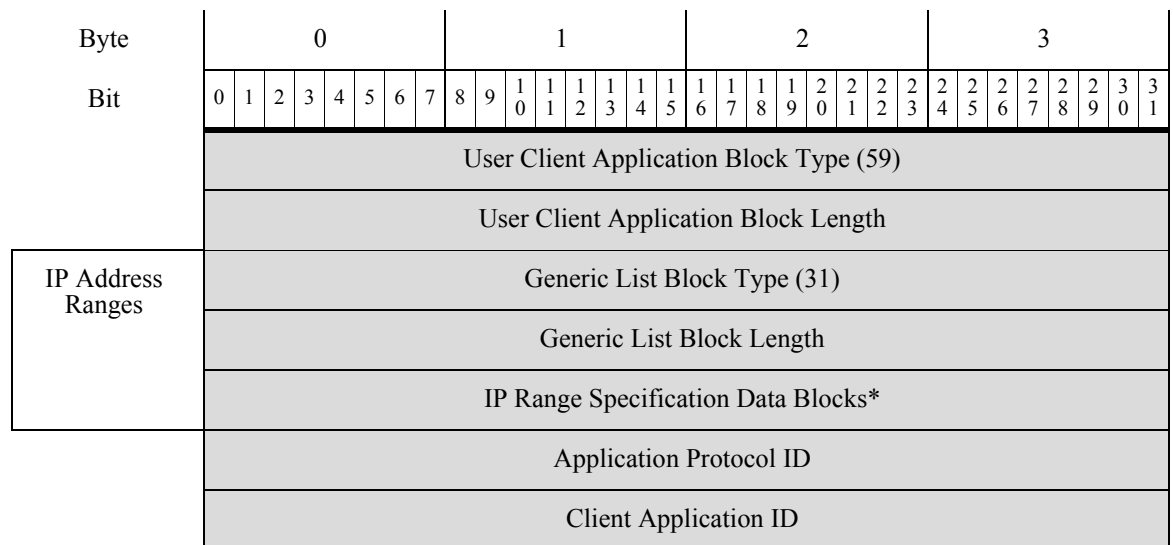 Byte 0 1 2 3
Bit 0 1 2 3 4 5 6 7 8 9 10 11 12 13 14 15 16 17 18 19 20 21 22 23 24 25 26 27 28 29 30 31
User Client Application Block Type (59)
User Client Application Block Length
IP Address
Ranges
Generic List Block Type (31)
Generic List Block Length
IP Range Specification Data Blocks*
Application Protocol ID
Client Application ID